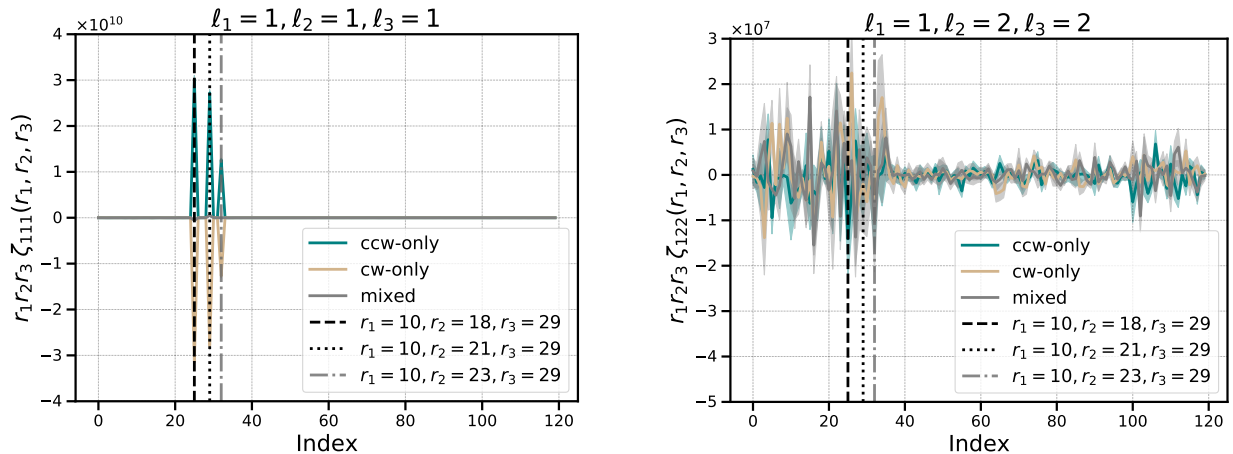 ℓ₁ = 1, ℓ₂ = 1, ℓ₃ = 1
×10¹⁰
4
3
2
1
0
−1
−2
−3
−4
r₁r₂r₃ ζ₁₁₁(r₁, r₂, r₃)
ccw-only
cw-only
mixed
r₁ = 10, r₂ = 18, r₃ = 29
r₁ = 10, r₂ = 21, r₃ = 29
r₁ = 10, r₂ = 23, r₃ = 29
0 20 40 60 80 100 120
Index
ℓ₁ = 1, ℓ₂ = 2, ℓ₃ = 2
×10⁷
3
2
1
0
−1
−2
−3
−4
−5
r₁r₂r₃ ζ₁₂₂(r₁, r₂, r₃)
ccw-only
cw-only
mixed
r₁ = 10, r₂ = 18, r₃ = 29
r₁ = 10, r₂ = 21, r₃ = 29
r₁ = 10, r₂ = 23, r₃ = 29
0 20 40 60 80 100 120
Index